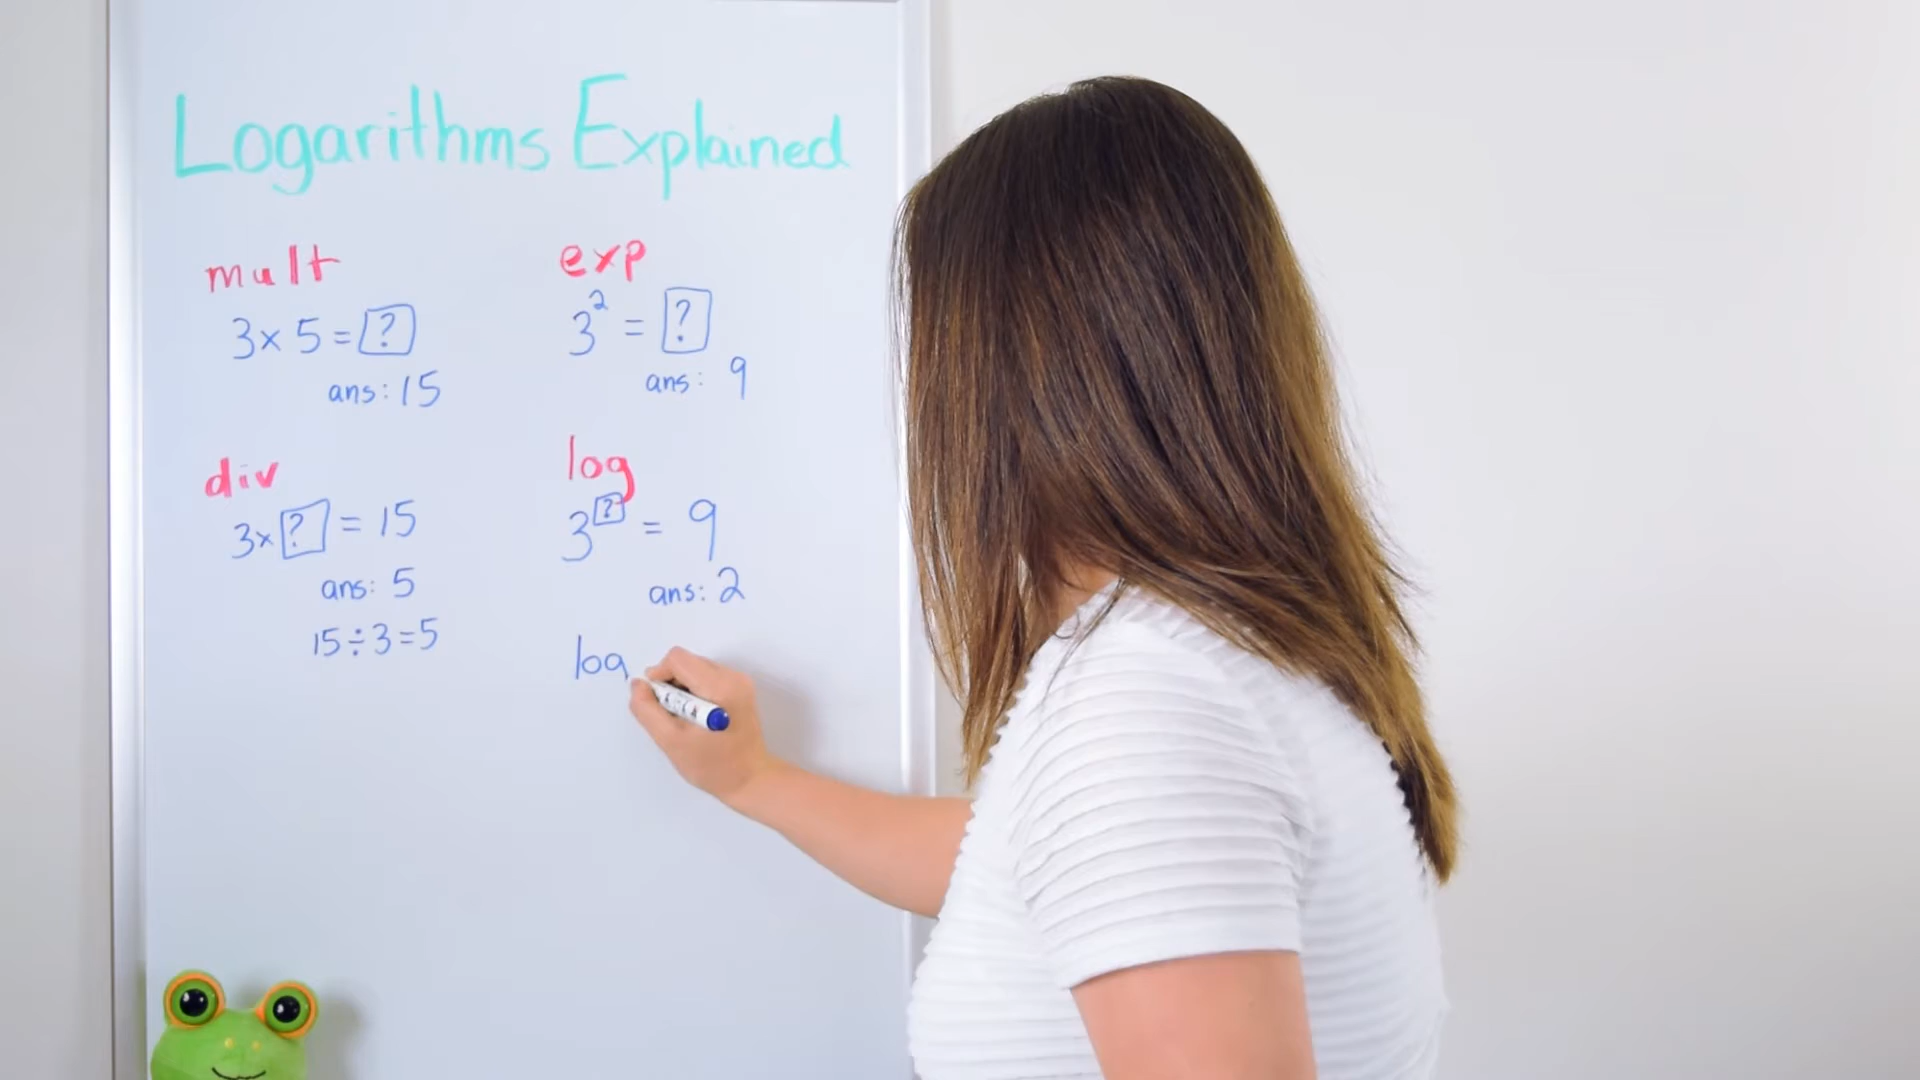 Logarithms Explained
mult
3 × 5 = ?
ans: 15
div
3 × ? = 15
ans: 5
15 ÷ 3 = 5
exp
3² = ?
ans: 9
log
3^? = 9
ans: 2
log